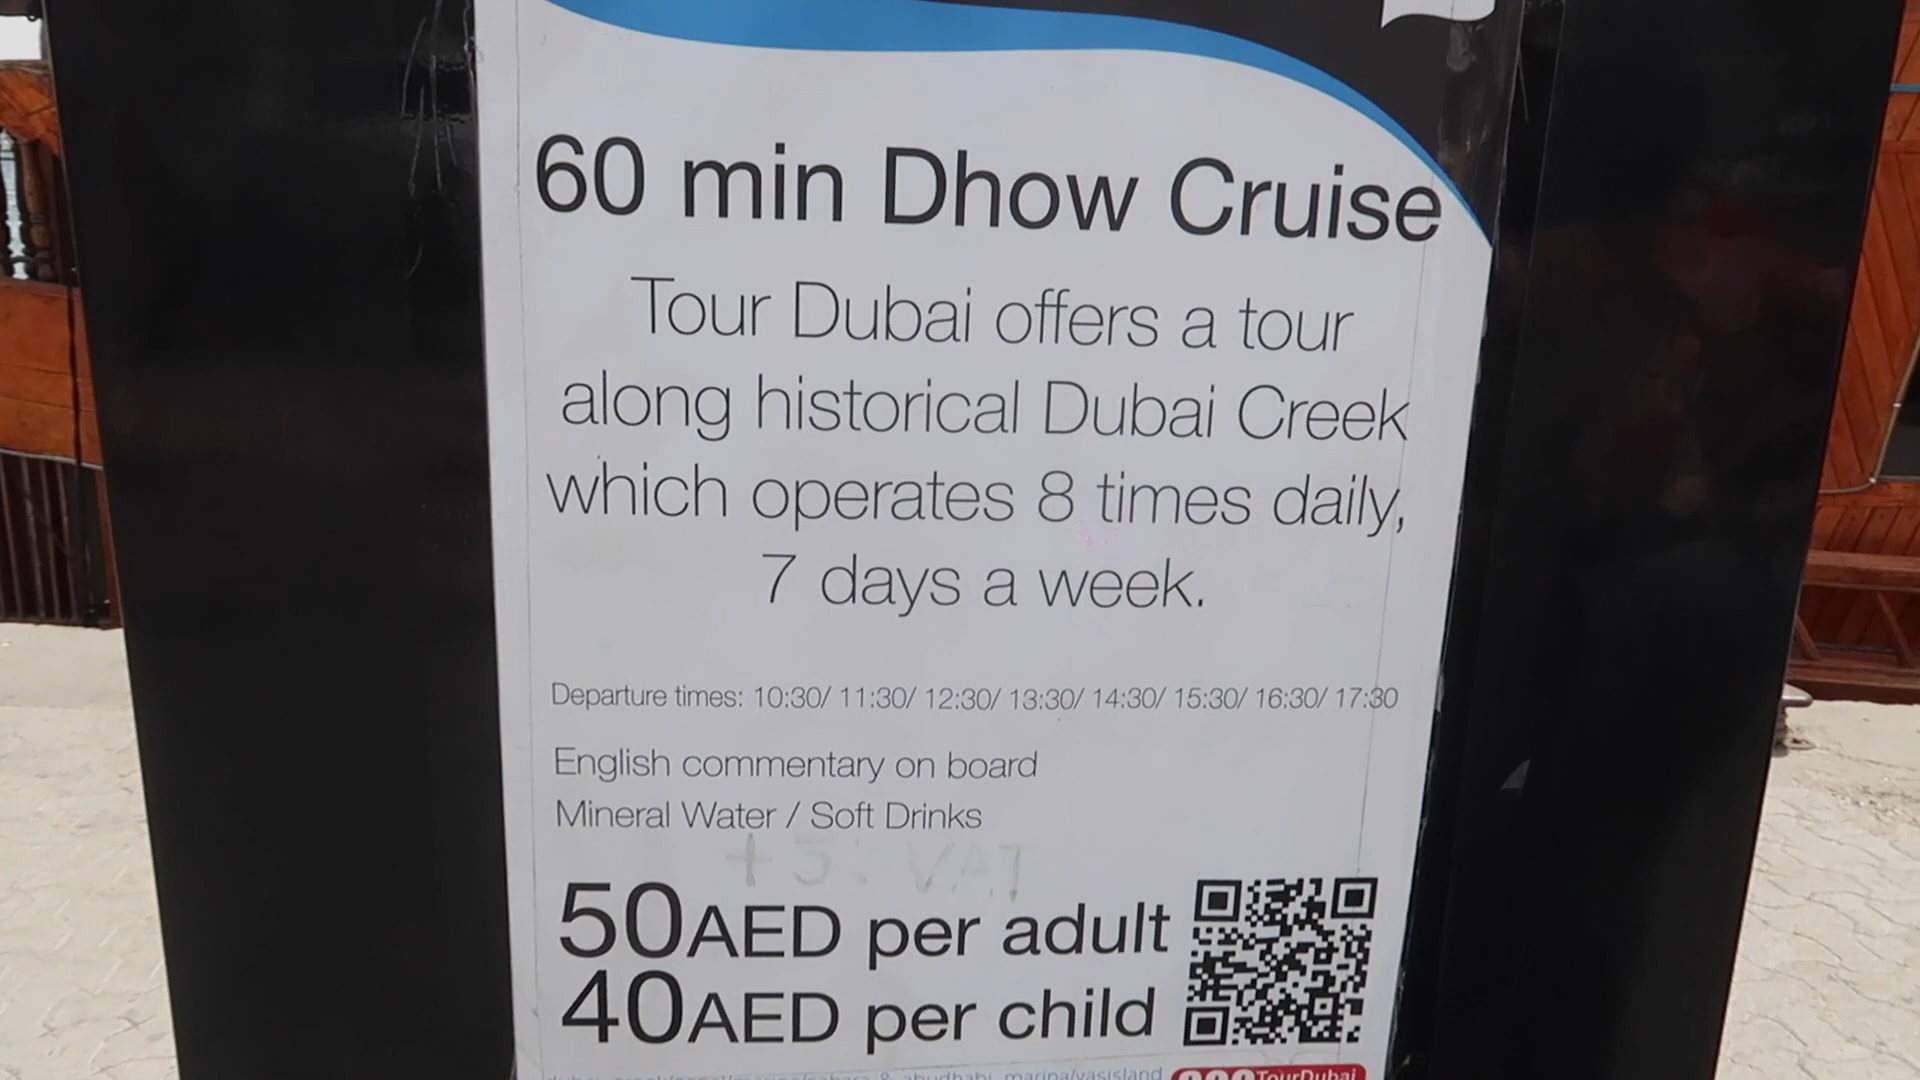 60 min Dhow Cruise
Tour Dubai offers a tour
along historical Dubai Creek
which operates 8 times daily,
7 days a week.
Departure times: 10:30/ 11:30/ 12:30/ 13:30/ 14:30/ 15:30/ 16:30/ 17:30
English commentary on board
Mineral Water / Soft Drinks
50AED per adult
40AED per child
TourDubai